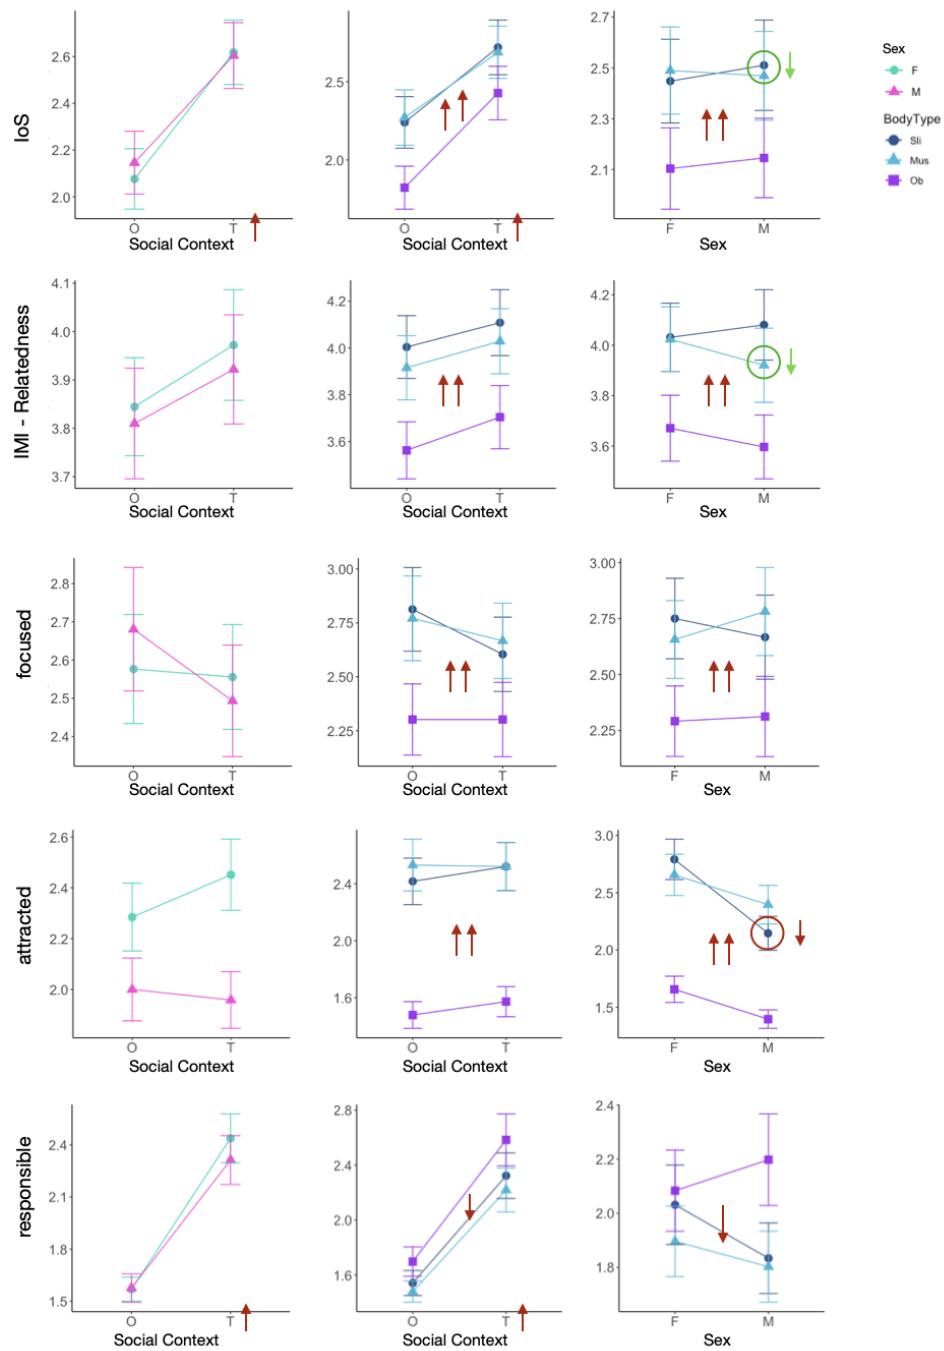 IoS
2.6
2.4
2.2
2.0
O T
Social Context
2.5
2.0
O T
Social Context
2.7
2.5
2.3
2.1
F M
Sex
Sex
F
M
BodyType
Sli
Mus
Ob
IMI - Relatedness
4.1
4.0
3.9
3.8
3.7
O T
Social Context
4.2
4.0
3.8
3.6
O T
Social Context
4.2
4.0
3.8
3.6
F M
Sex
focused
2.8
2.7
2.6
2.5
2.4
O T
Social Context
3.00
2.75
2.50
2.25
O T
Social Context
3.00
2.75
2.50
2.25
F M
Sex
attracted
2.6
2.4
2.2
2.0
O T
Social Context
2.4
2.0
1.6
O T
Social Context
3.0
2.5
2.0
1.5
F M
Sex
responsible
2.4
2.1
1.8
1.5
O T
Social Context
2.8
2.4
2.0
1.6
O T
Social Context
2.4
2.2
2.0
1.8
F M
Sex